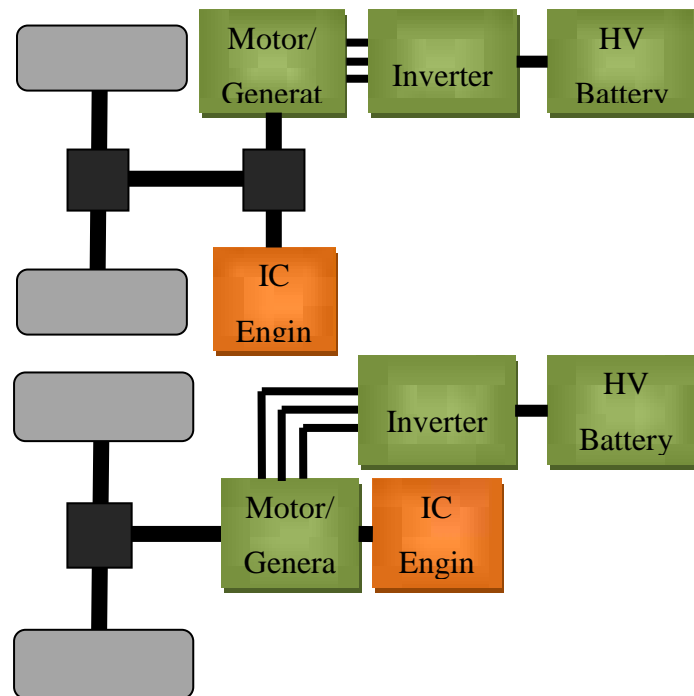 Motor/
Generat
Inverter
HV
Battery
IC
Engin
Inverter
HV
Battery
Motor/
Genera
IC
Engin